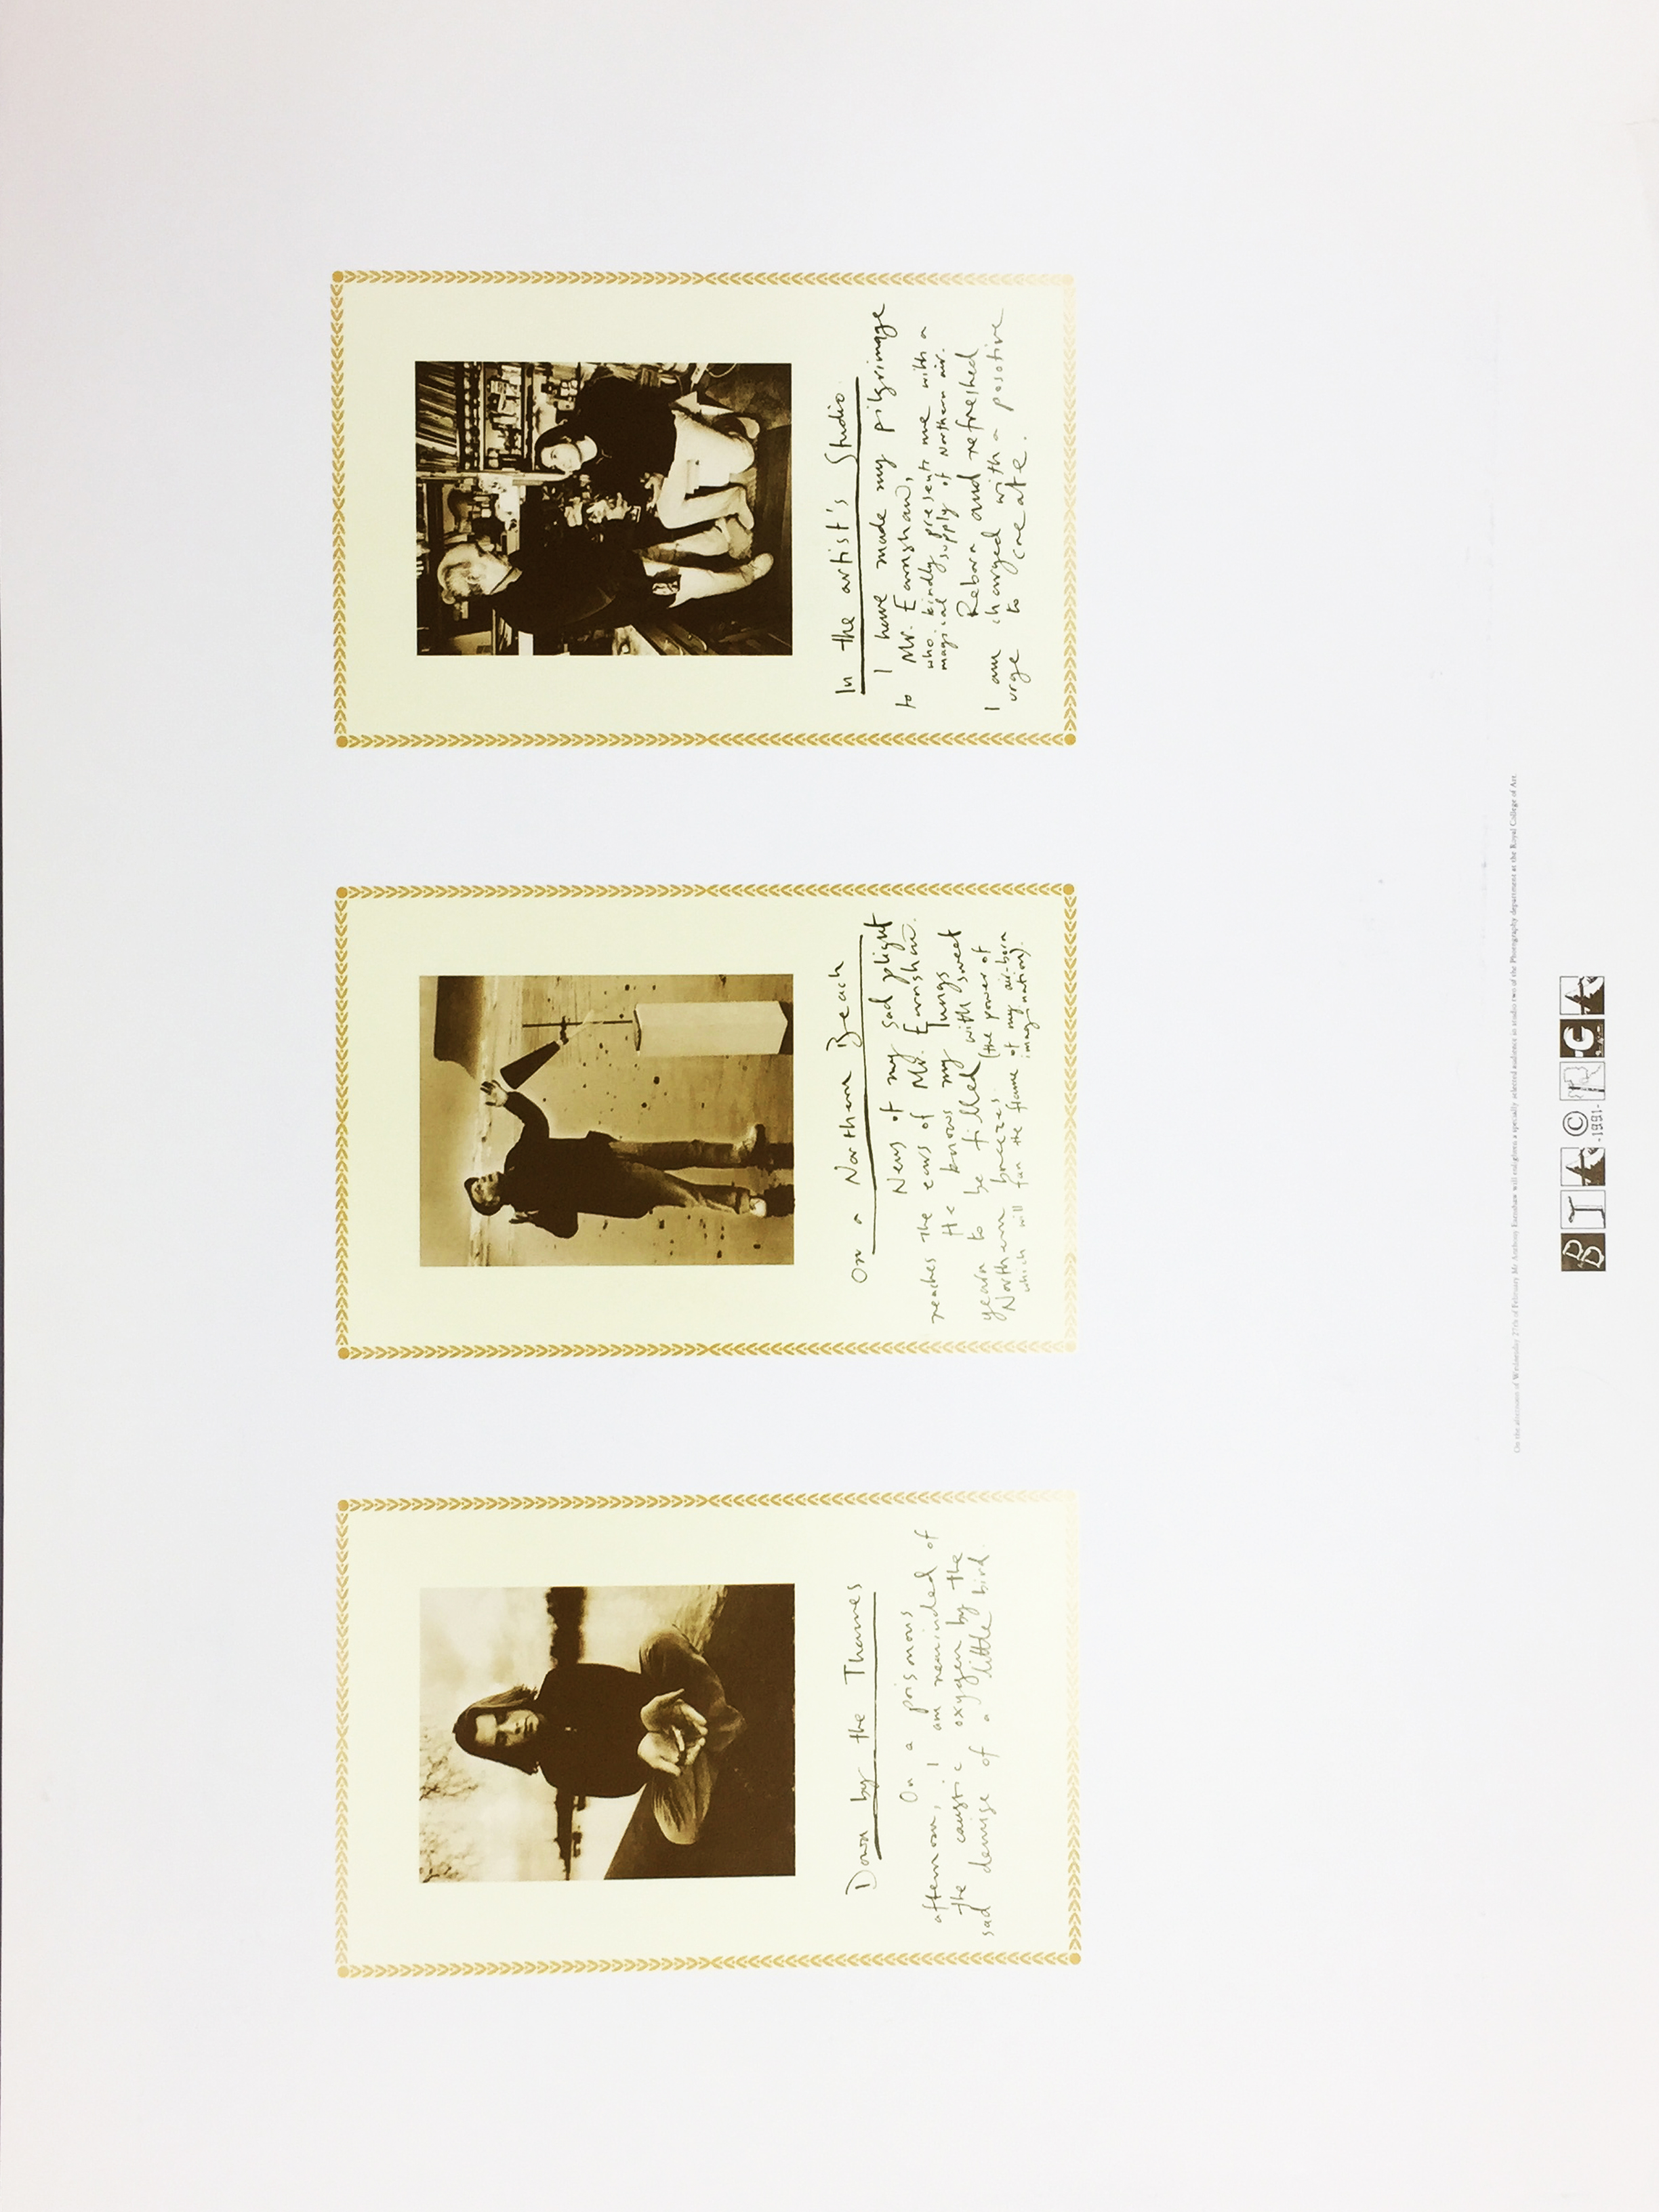 Down by the Thames
On a poisonous
afternoon, I am reminded of
the caustic oxygen by the
sad demise of a little bird.
On a Northern Beach
News of my sad plight
reaches the ears of Mr. Earnshaw.
He knows my lungs
yearn to be filled with sweet
Northern breezes (the power of
which will fan the flame of my air-born
imagination).
In the artist's Studio.
I have made my pilgrimage
to Mr. Earnshaw,
who kindly presents me with a
magical supply of Northern air.
Reborn and refreshed
I am charged with a posotive
urge to create.
On the afternoon of Wednesday 27th of February Mr Anthony Earnshaw will enlighten a specially selected audience in studio two of the Photography department at the Royal College of Art.
BTA © RCA
-1991-